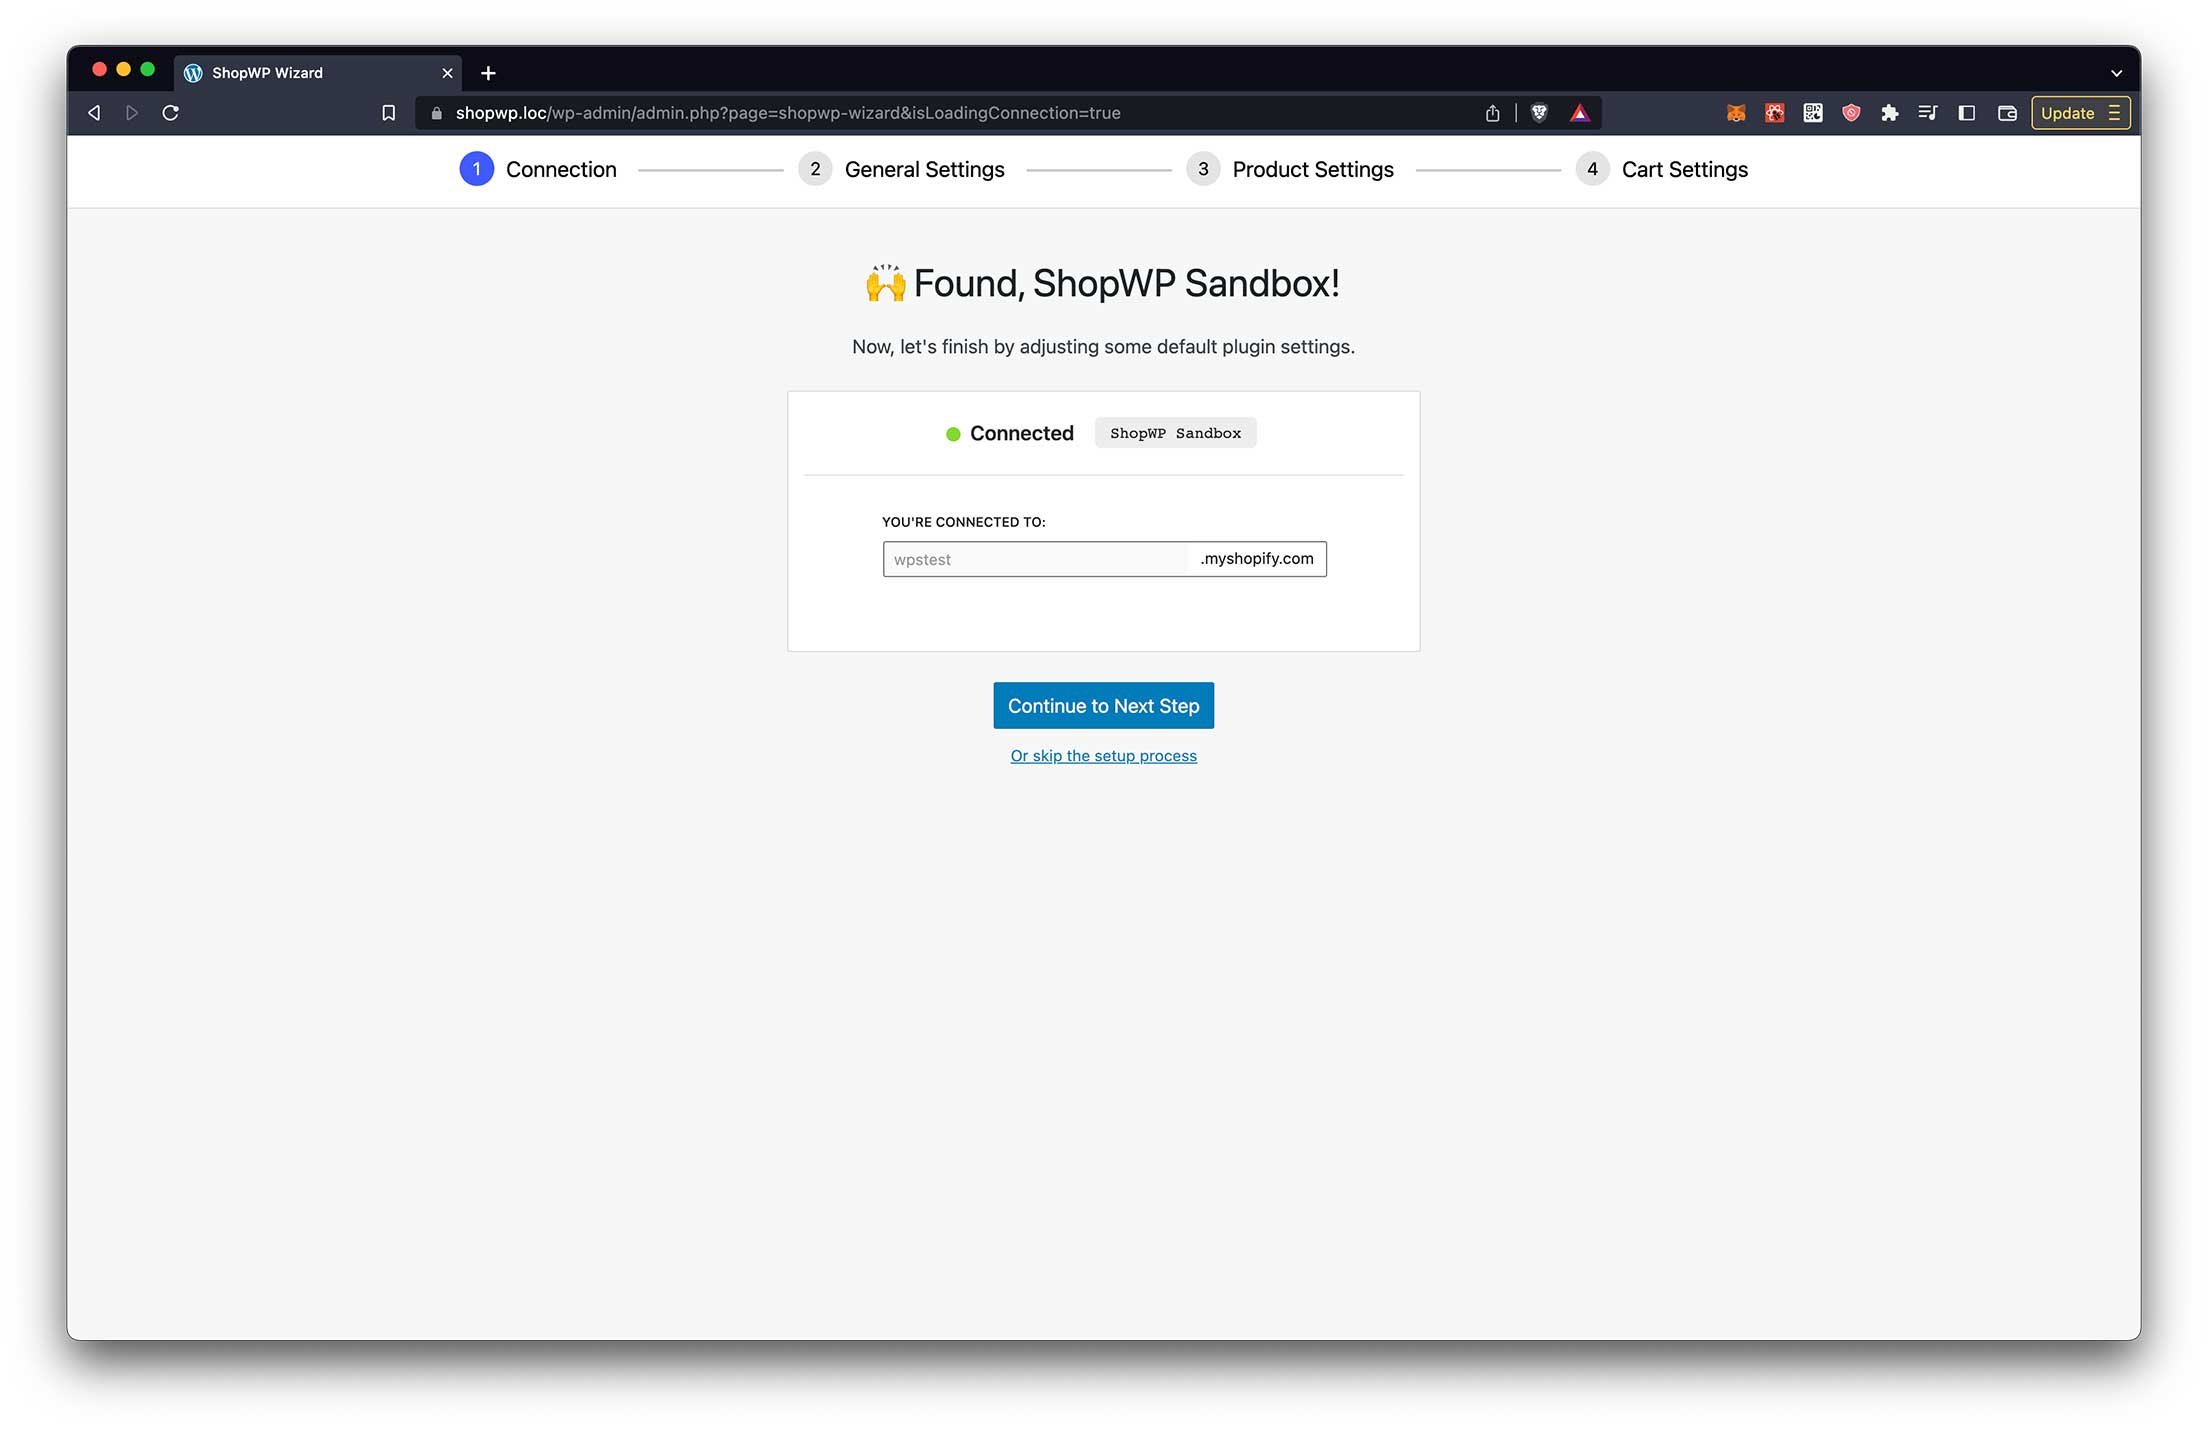 ShopWP Wizard
shopwp.loc/wp-admin/admin.php?page=shopwp-wizard&isLoadingConnection=true
Update
1 Connection 2 General Settings 3 Product Settings 4 Cart Settings
🙌 Found, ShopWP Sandbox!
Now, let's finish by adjusting some default plugin settings.
Connected ShopWP Sandbox
YOU'RE CONNECTED TO:
wpstest .myshopify.com
Continue to Next Step
Or skip the setup process